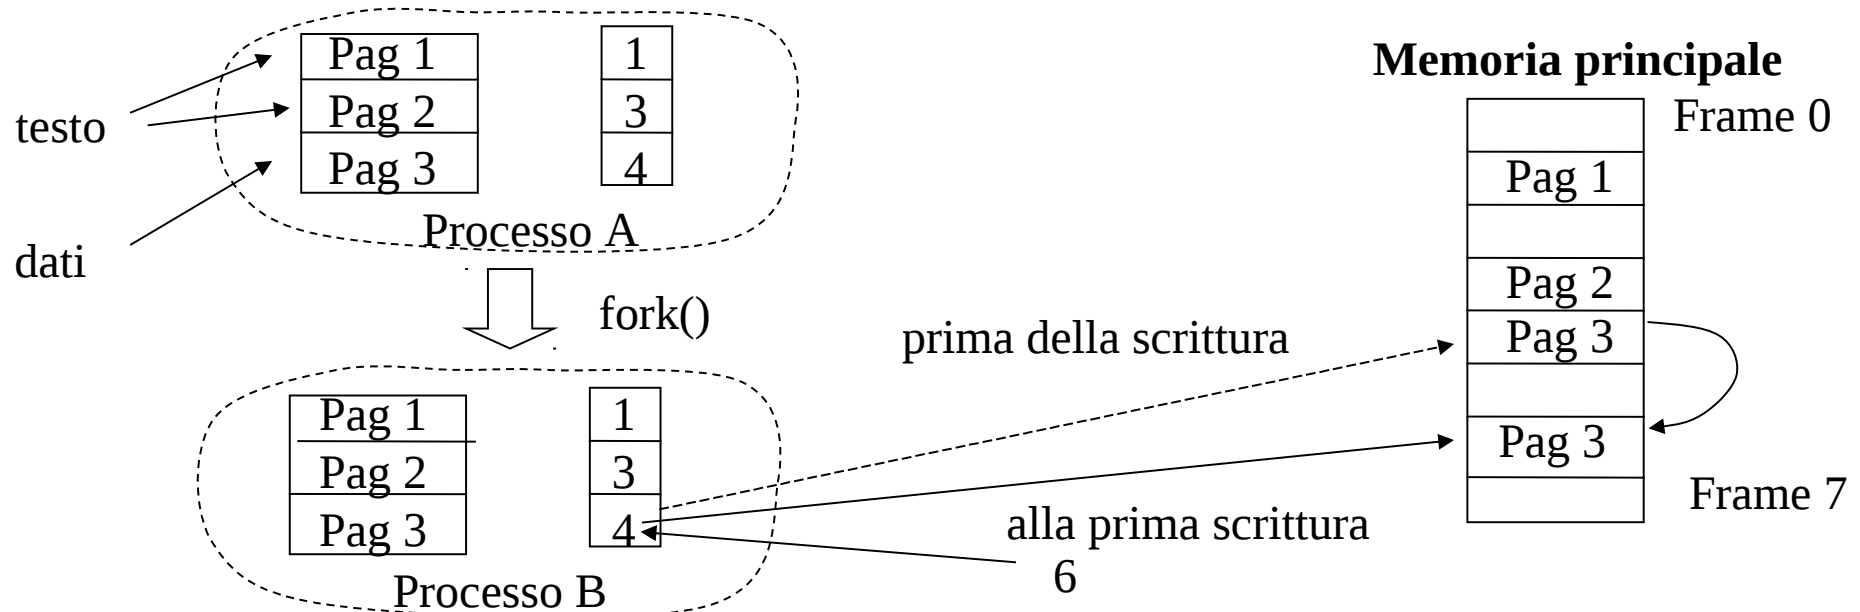 Pag 1
Pag 2
Pag 3
1
3
4
testo
dati
Processo A
fork()
Pag 1
Pag 2
Pag 3
1
3
4
Processo B
prima della scrittura
alla prima scrittura
6
Memoria principale
Frame 0
Pag 1
Pag 2
Pag 3
Pag 3
Frame 7